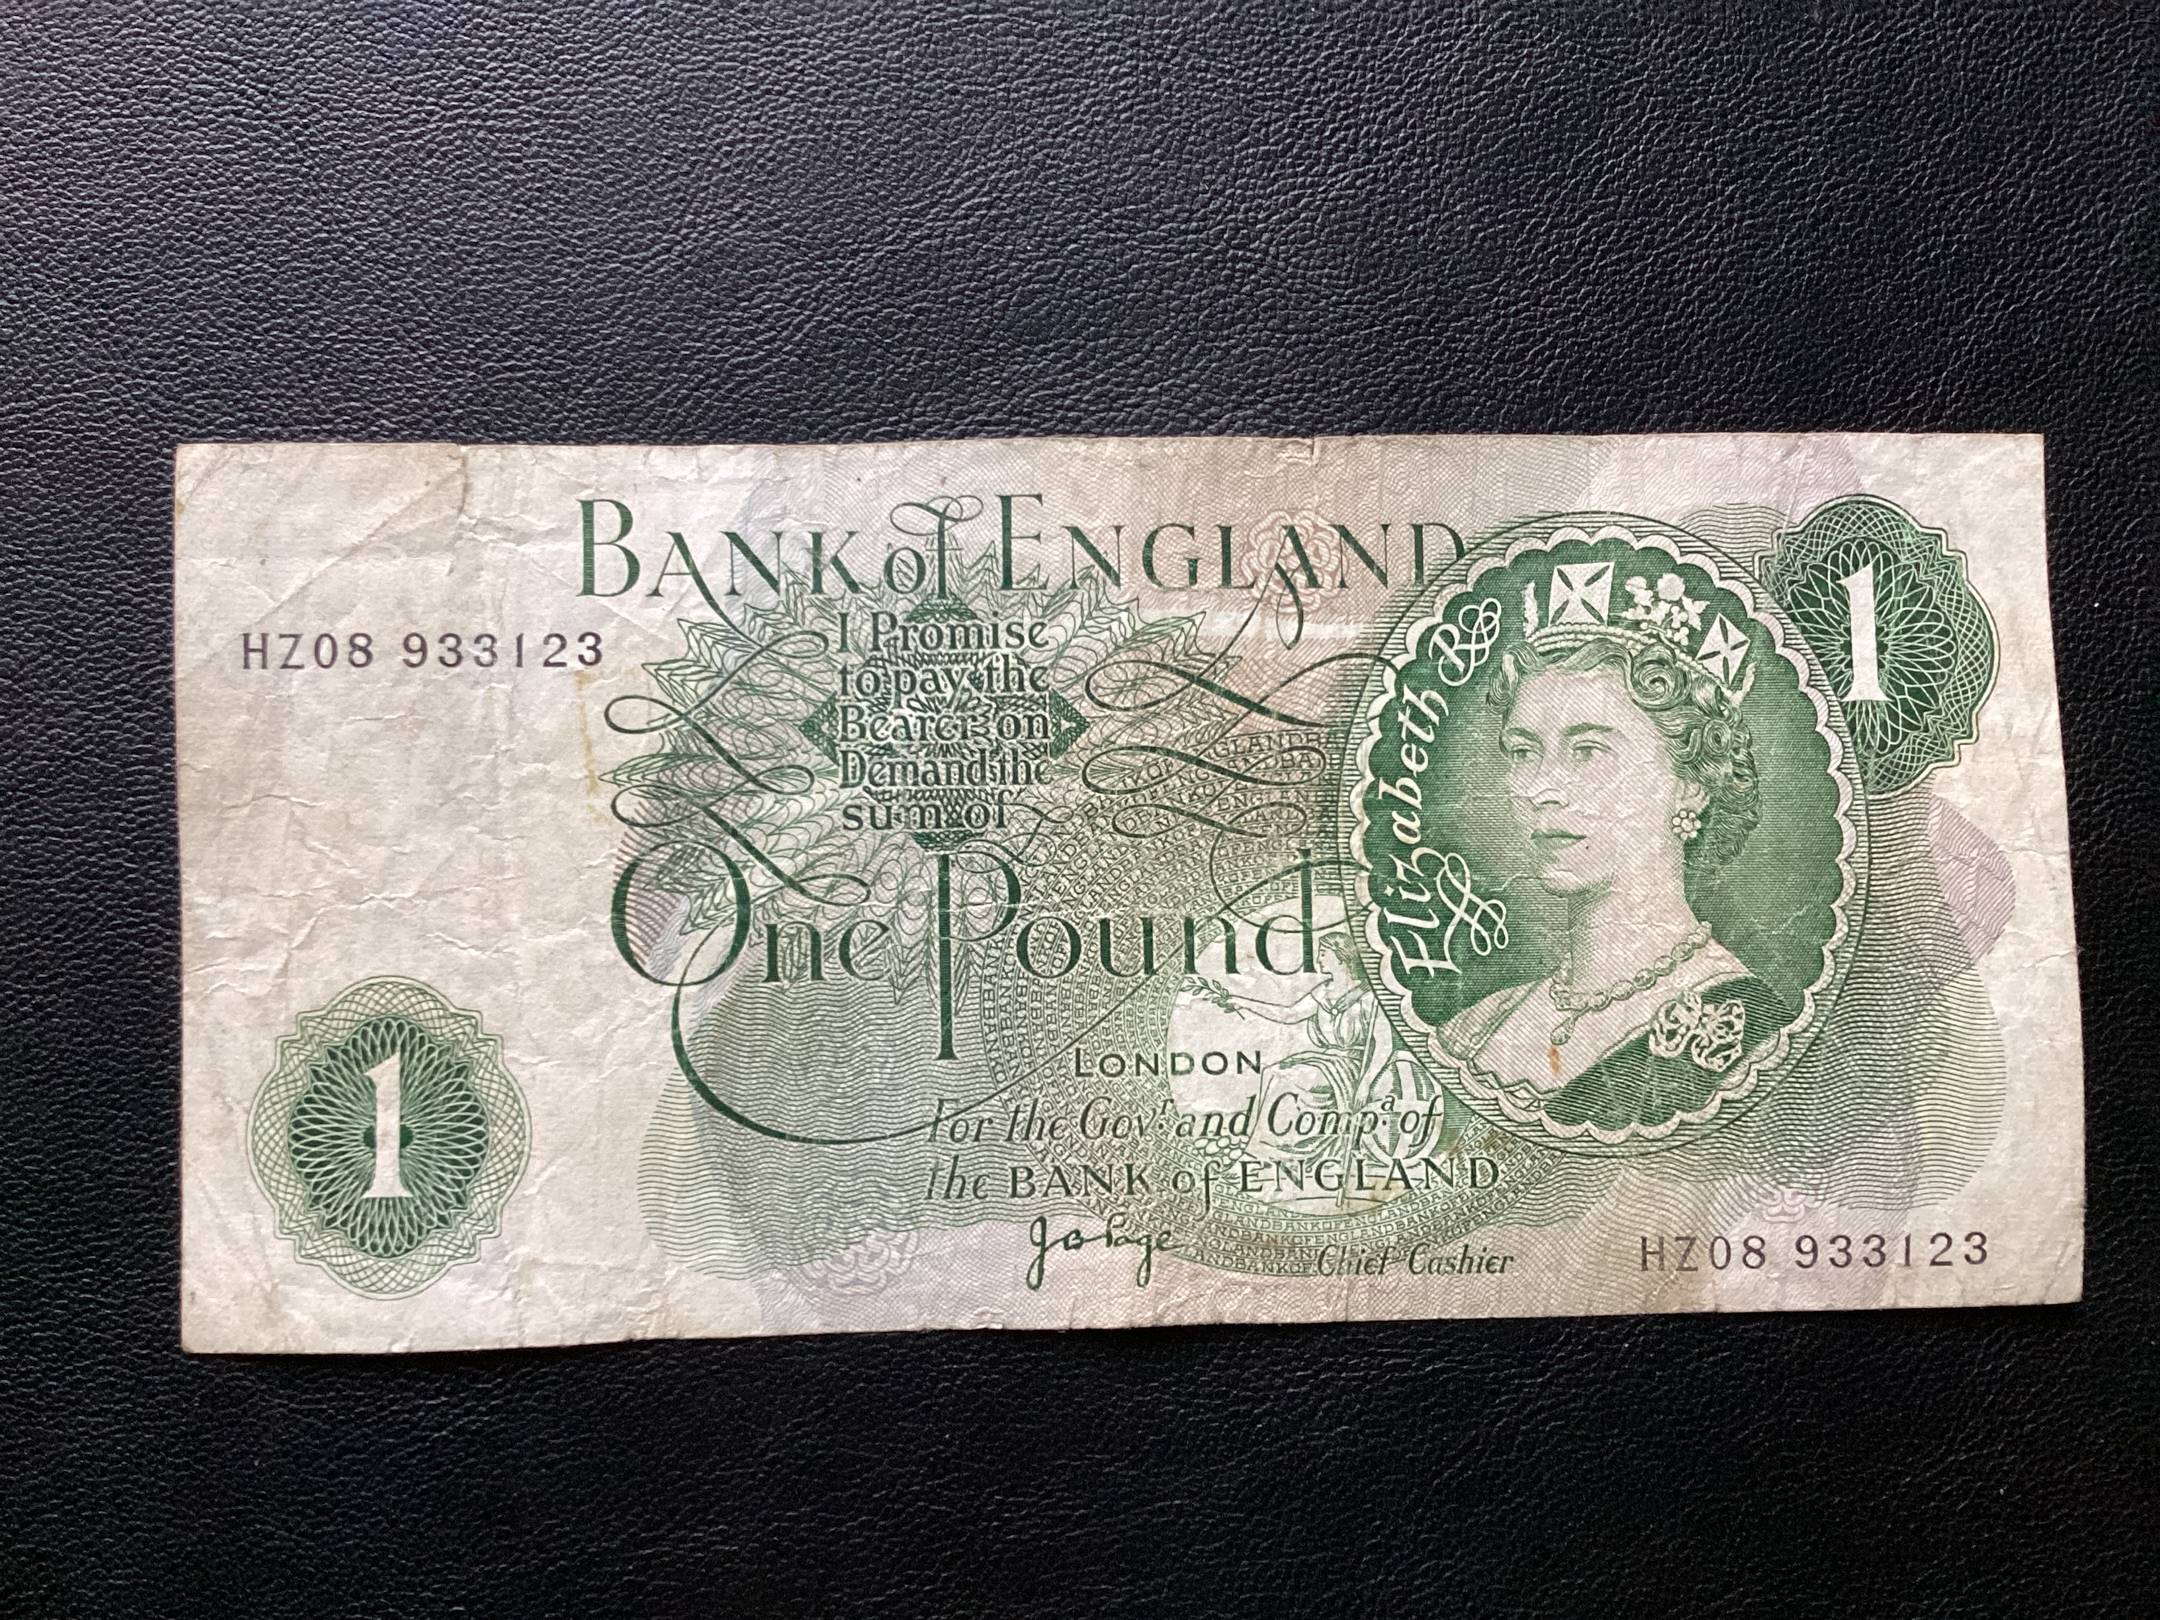 BANK of ENGLAND
I Promise
to pay the
Bearer on
Demand the
sum of
One Pound
HZ08 933123
Elizabeth R
1
1
LONDON
For the Govr. and Compa. of
the BANK of ENGLAND
J B Page
Chief Cashier
HZ08 933123